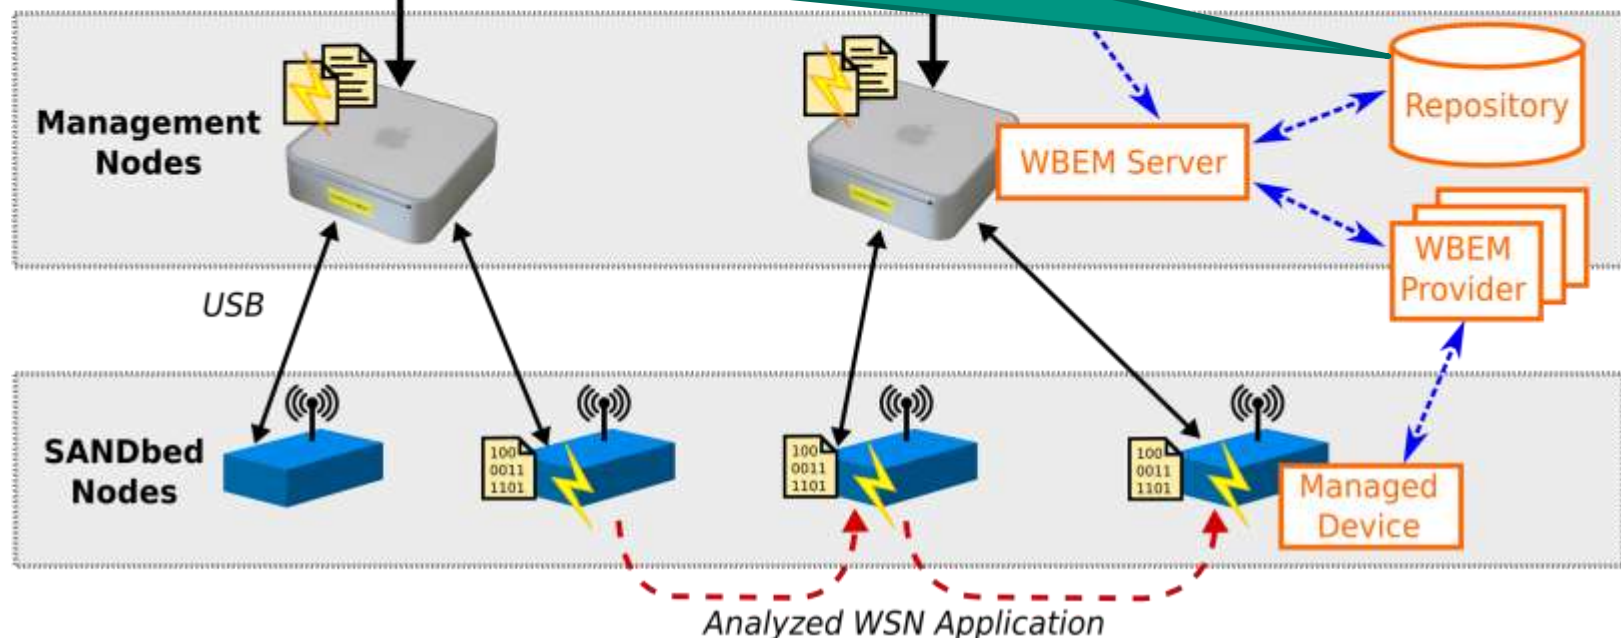 Management
Nodes
WBEM Server
Repository
WBEM
Provider
USB
SANDbed
Nodes
100
0011
1101
100
0011
1101
100
0011
1101
Managed
Device
Analyzed WSN Application